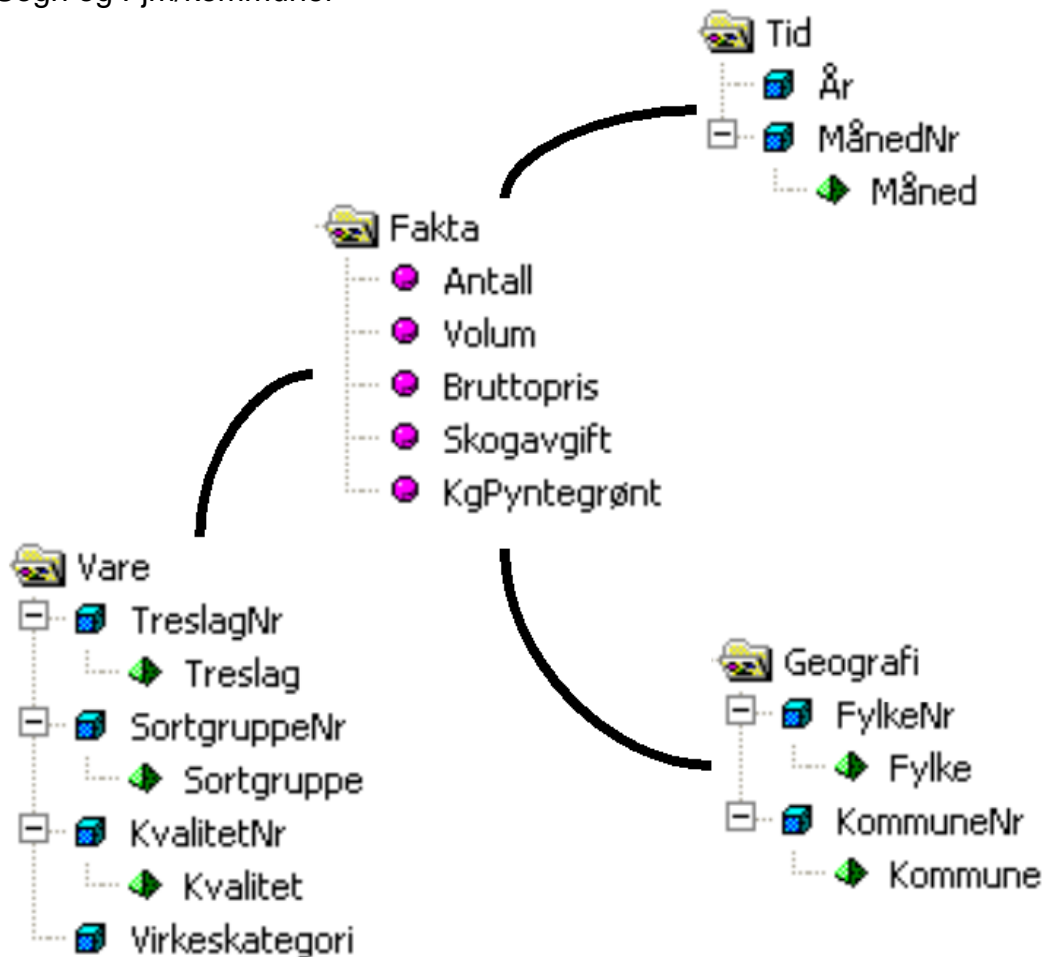 Tid
År
MånedNr
Måned
Fakta
Antall
Volum
Bruttopris
Skogavgift
KgPyntegrønt
Vare
TreslagNr
Treslag
SortgruppeNr
Sortgruppe
KvalitetNr
Kvalitet
Virkeskategori
Geografi
FylkeNr
Fylke
KommuneNr
Kommune